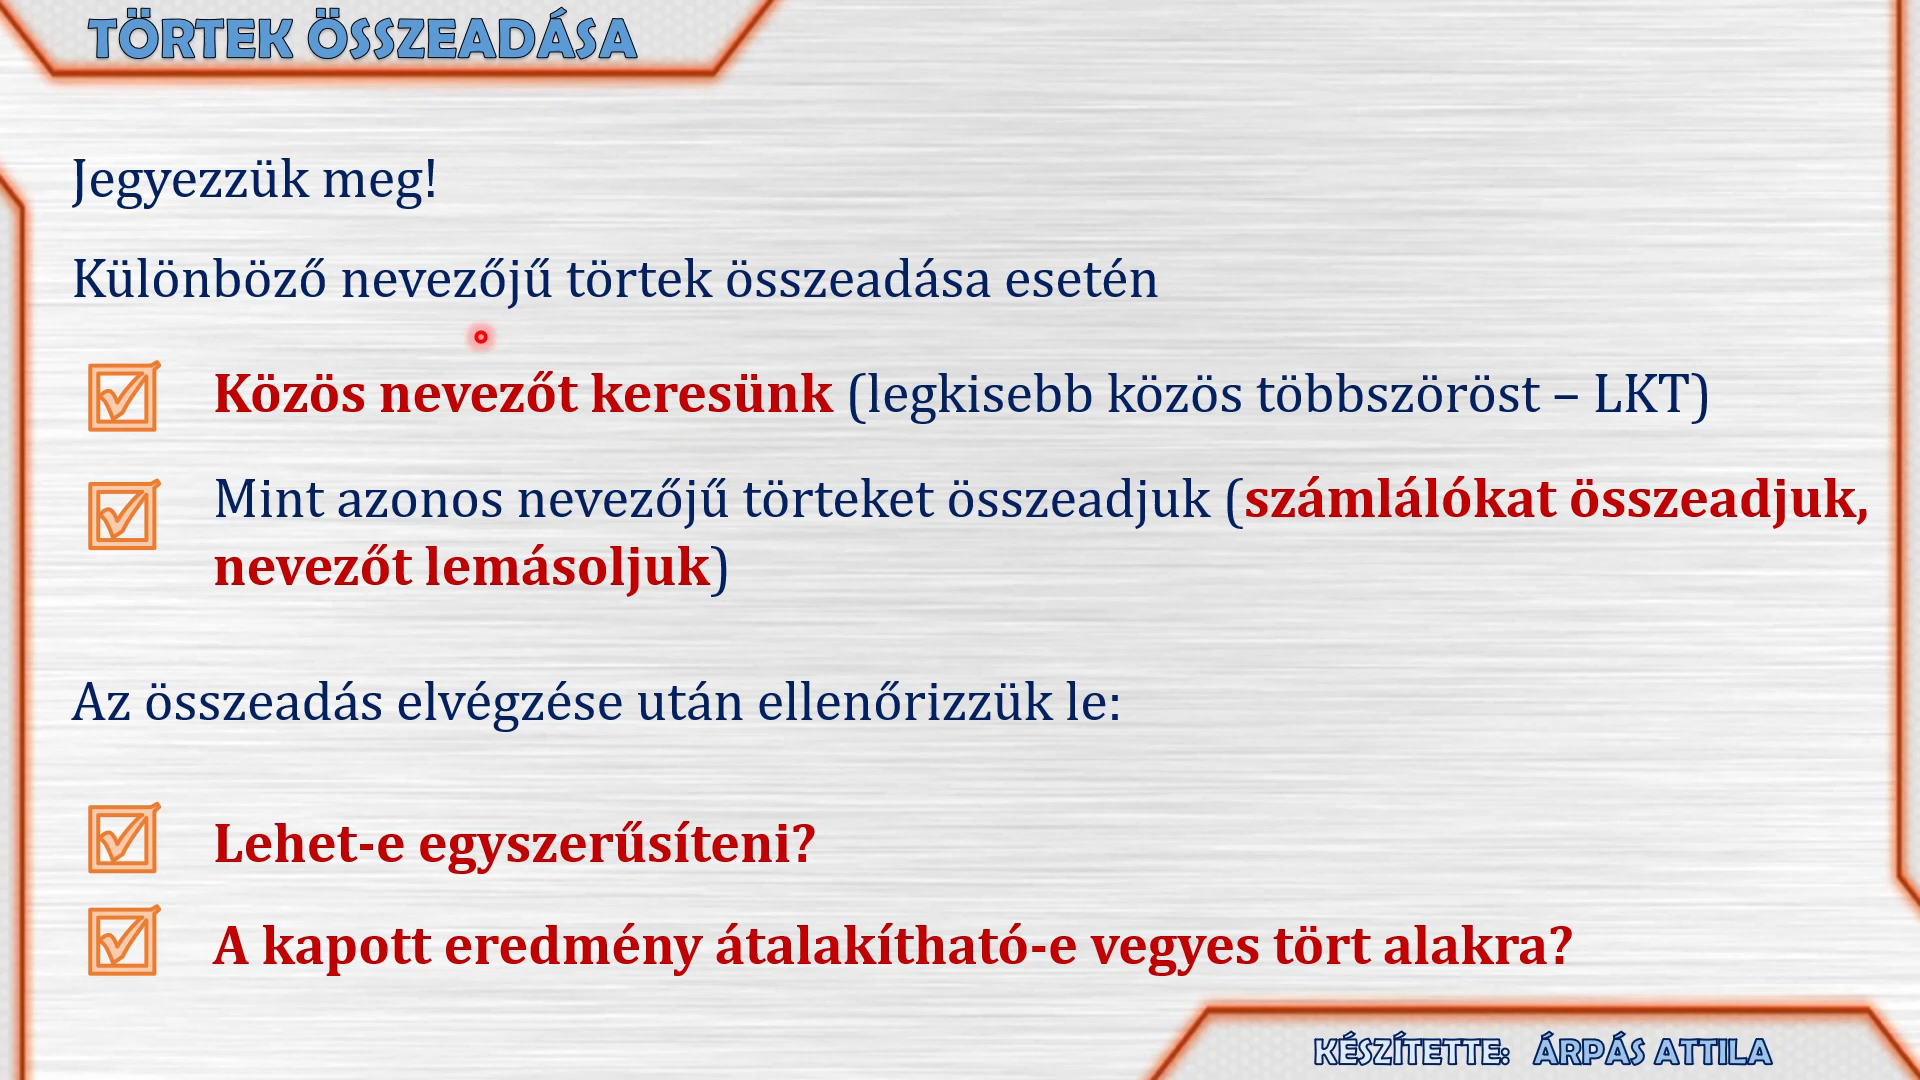 TÖRTEK ÖSSZEADÁSA
Jegyezzük meg!
Különböző nevezőjű törtek összeadása esetén
Közös nevezőt keresünk (legkisebb közös többszöröst – LKT)
Mint azonos nevezőjű törteket összeadjuk (számlálókat összeadjuk,
nevezőt lemásoljuk)
Az összeadás elvégzése után ellenőrizzük le:
Lehet-e egyszerűsíteni?
A kapott eredmény átalakítható-e vegyes tört alakra?
KÉSZÍTETTE: ÁRPÁS ATTILA